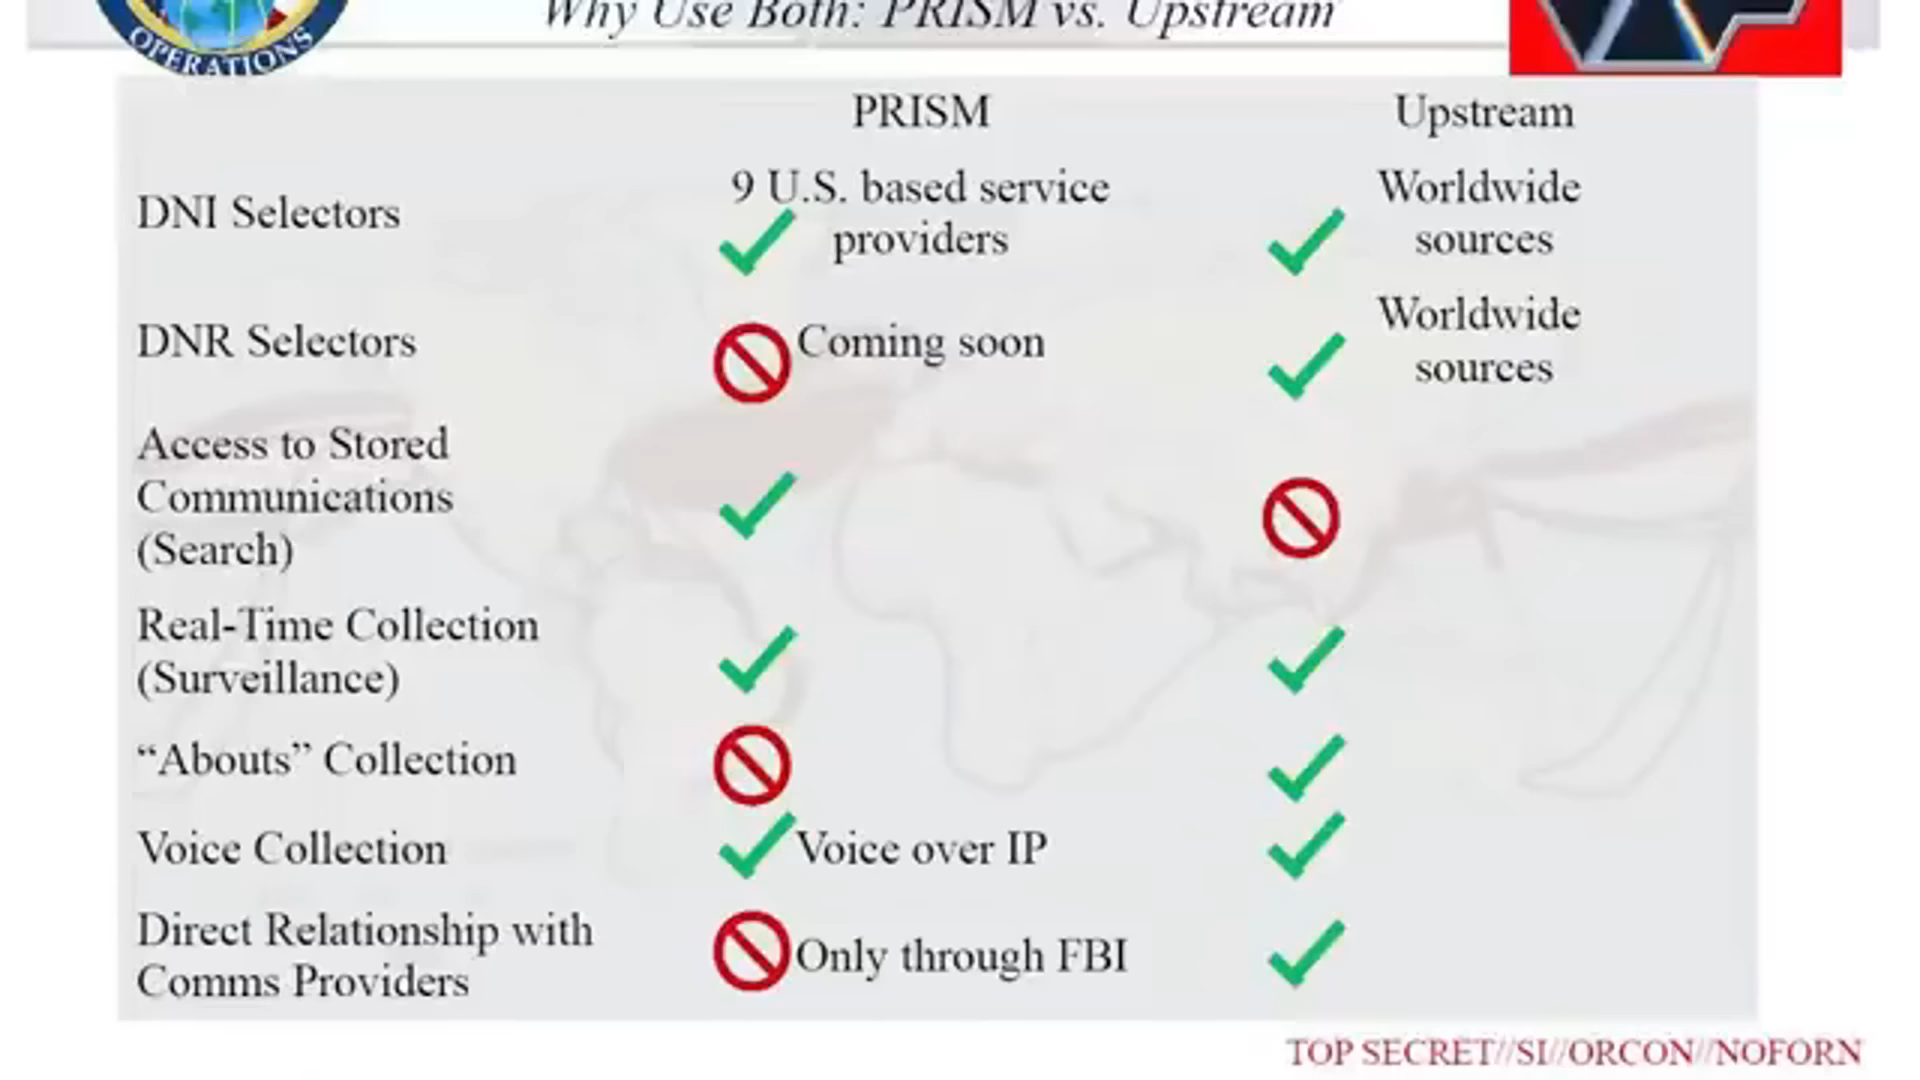 Why Use Both: PRISM vs. Upstream
OPERATIONS
PRISM
Upstream
DNI Selectors
9 U.S. based service
providers
Worldwide
sources
DNR Selectors
Coming soon
Worldwide
sources
Access to Stored
Communications
(Search)
Real-Time Collection
(Surveillance)
“Abouts” Collection
Voice Collection
Voice over IP
Direct Relationship with
Comms Providers
Only through FBI
TOP SECRET//SI//ORCON//NOFORN